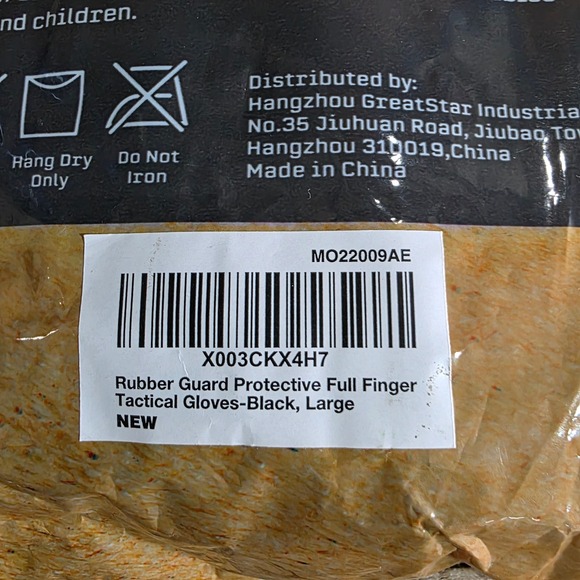 nd children.
Hang Dry
Only
Do Not
Iron
Distributed by:
Hangzhou GreatStar Industria
No.35 Jiuhuan Road, Jiubao To
Hangzhou 310019,China
Made in China
MO22009AE
X003CKX4H7
Rubber Guard Protective Full Finger
Tactical Gloves-Black, Large
NEW